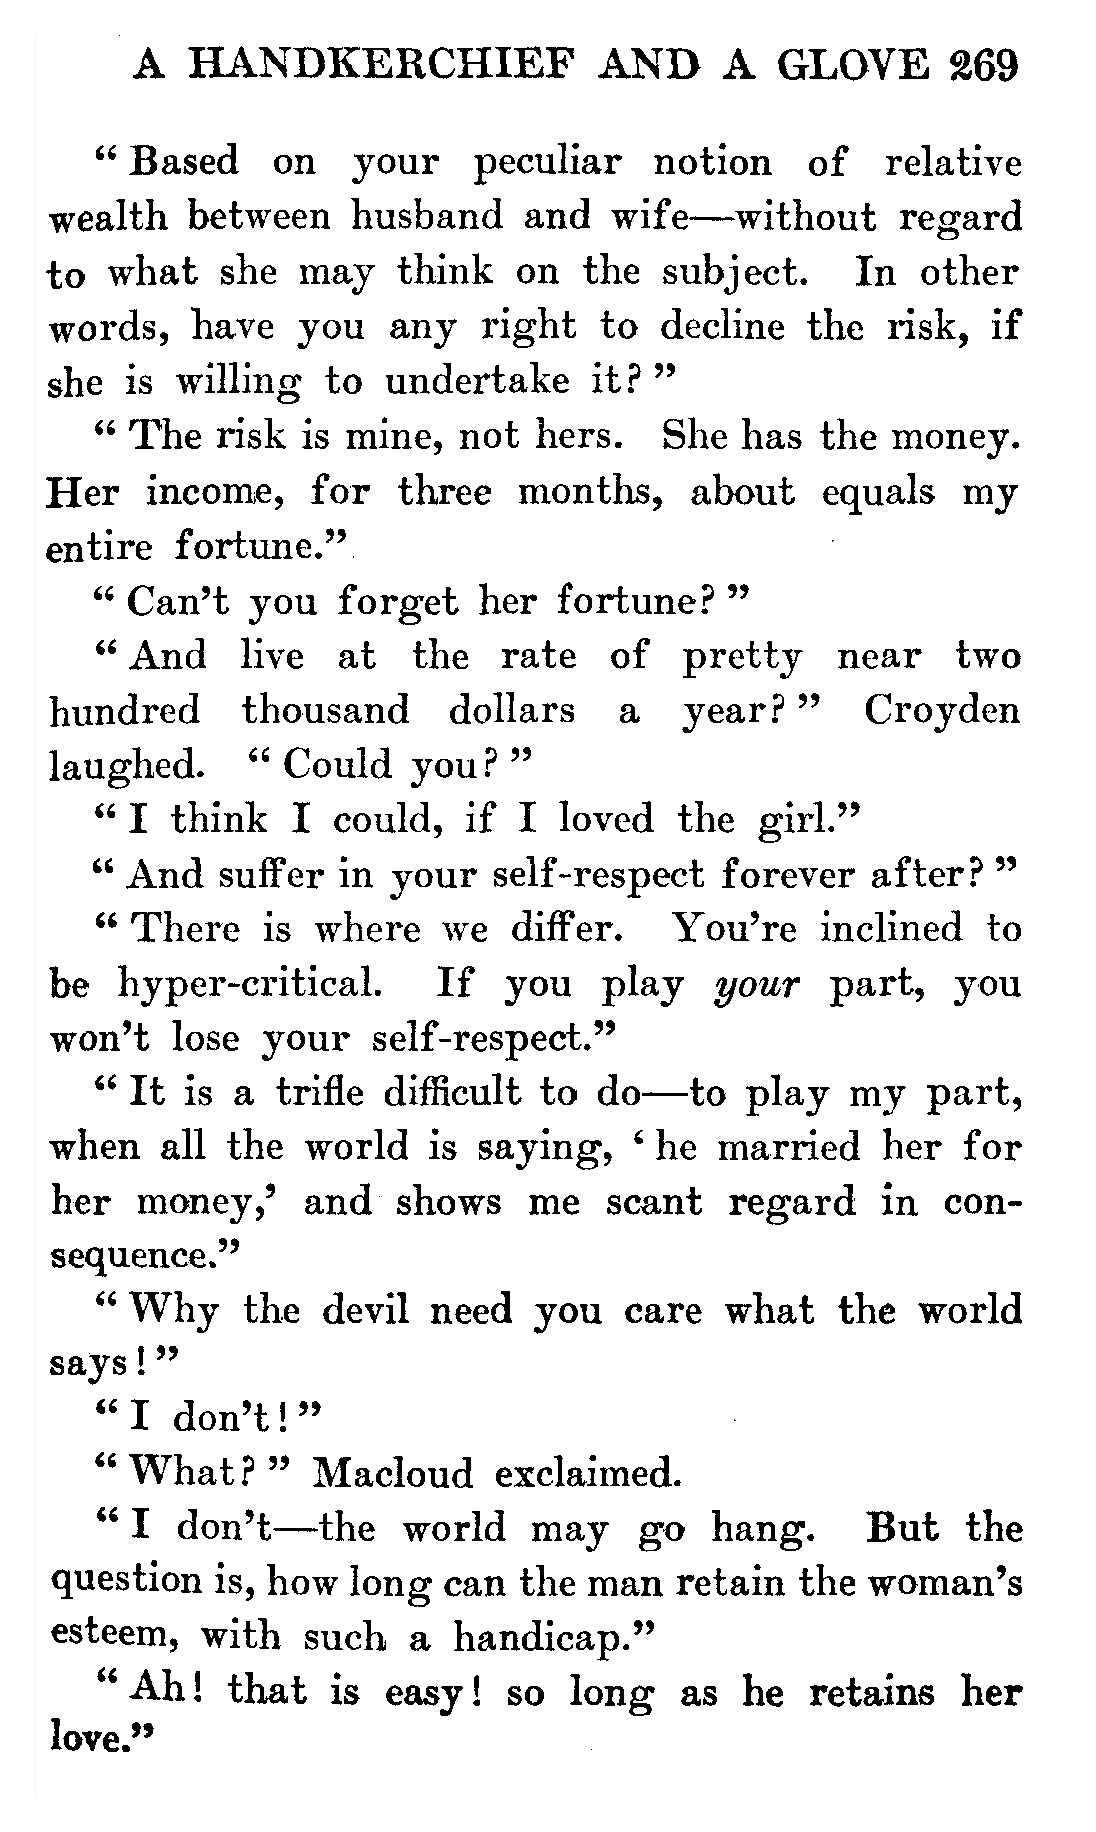 A HANDKERCHIEF AND A GLOVE 269
“ Based on your peculiar notion of relative
wealth between husband and wife—without regard
to what she may think on the subject. In other
words, have you any right to decline the risk, if
she is willing to undertake it? ”
“ The risk is mine, not hers. She has the money.
Her income, for three months, about equals my
entire fortune.”
“ Can’t you forget her fortune? ”
“ And live at the rate of pretty near two
hundred thousand dollars a year? ” Croyden
laughed. “ Could you? ”
“ I think I could, if I loved the girl.”
“ And suffer in your self-respect forever after? ”
“ There is where we differ. You’re inclined to
be hyper-critical. If you play your part, you
won’t lose your self-respect.”
“ It is a trifle difficult to do—to play my part,
when all the world is saying, ‘ he married her for
her money,’ and shows me scant regard in con-
sequence.”
“ Why the devil need you care what the world
says! ”
“ I don’t! ”
“ What? ” Macloud exclaimed.
“ I don’t—the world may go hang. But the
question is, how long can the man retain the woman’s
esteem, with such a handicap.”
“ Ah! that is easy! so long as he retains her
love.”